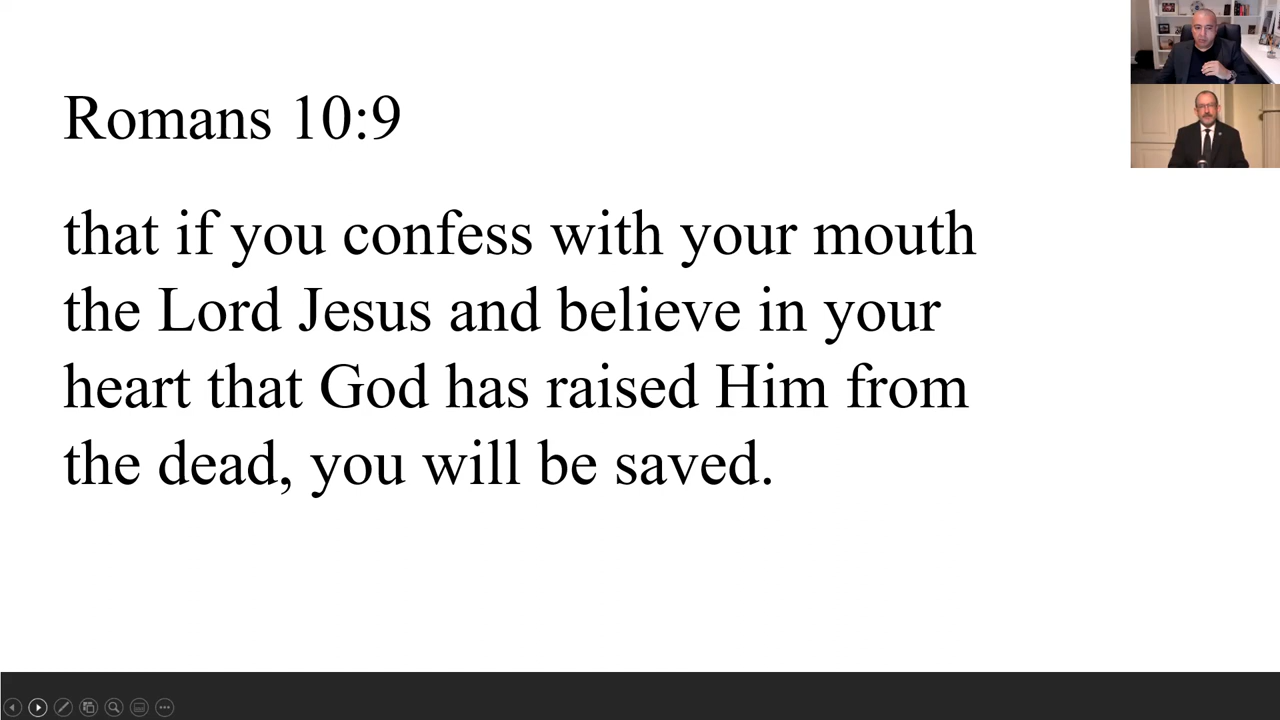 Romans 10:9
that if you confess with your mouth
the Lord Jesus and believe in your
heart that God has raised Him from
the dead, you will be saved.